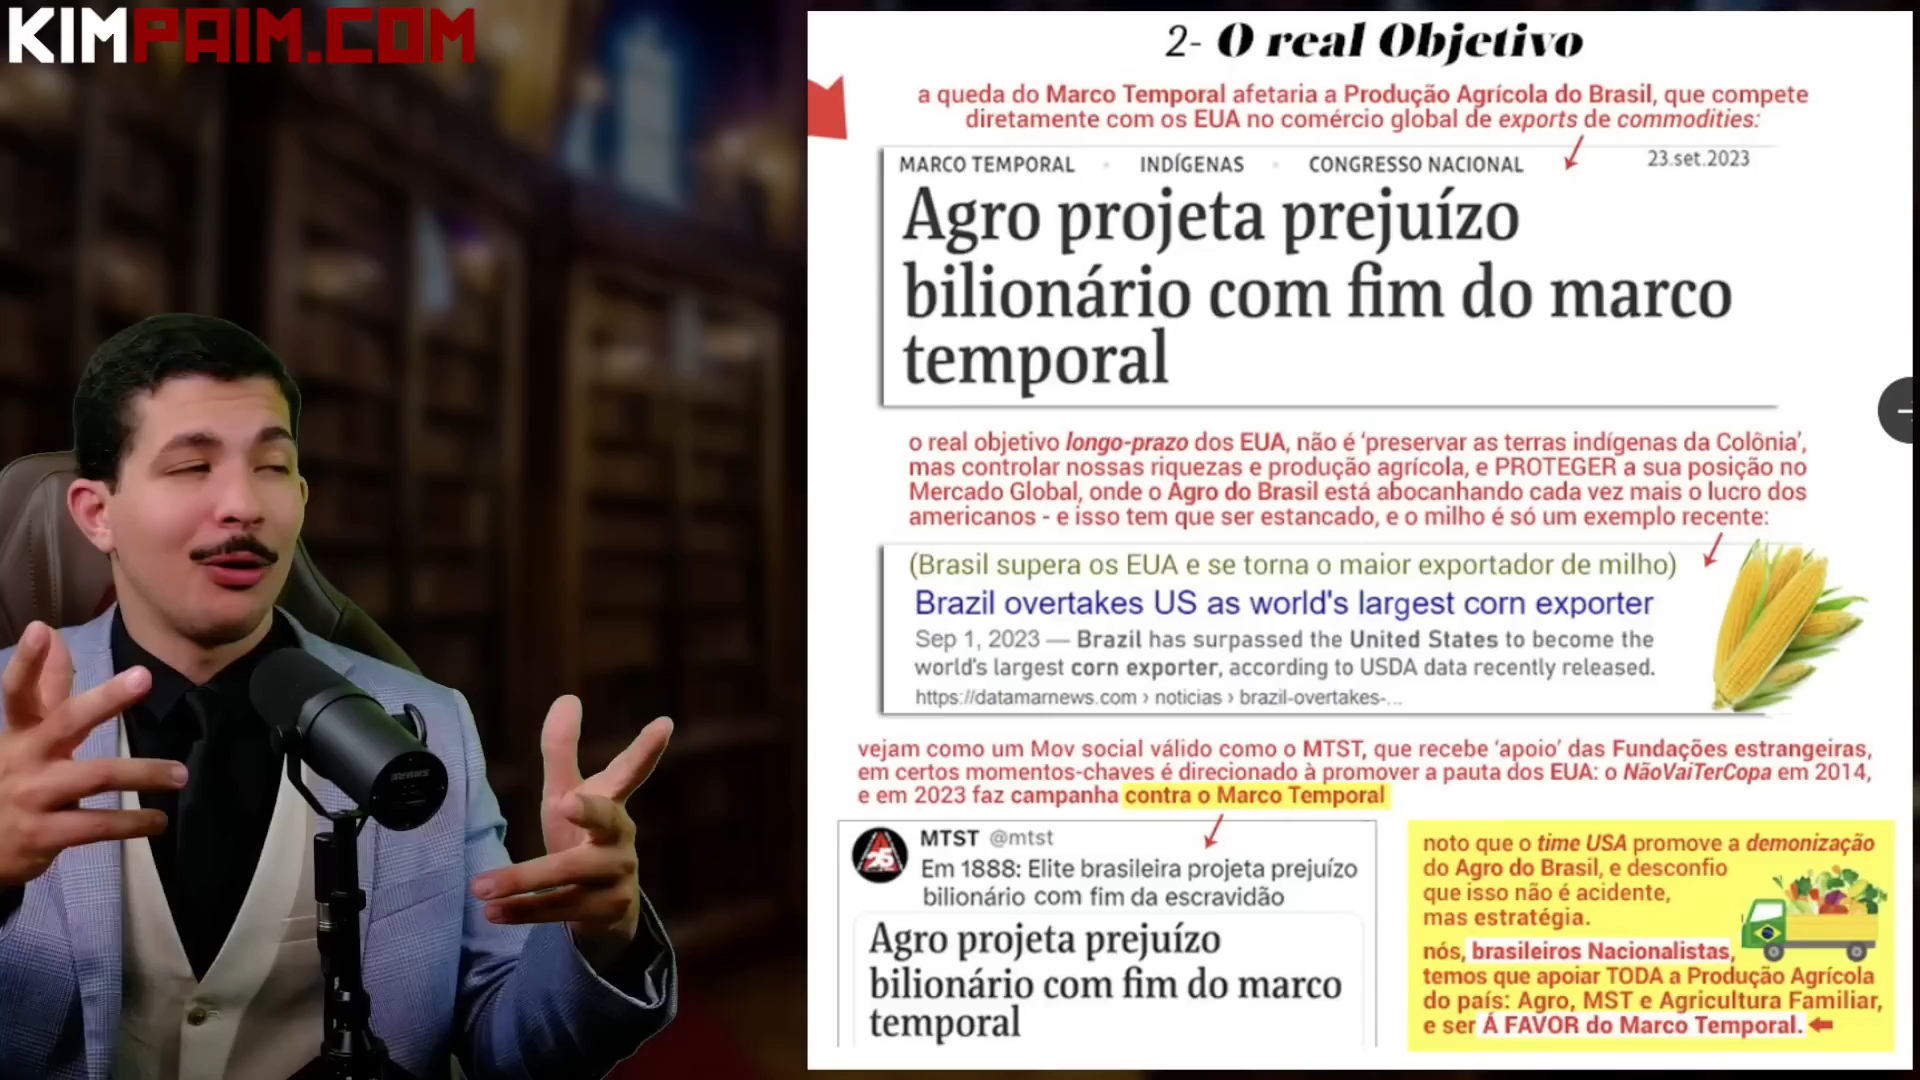 KIMPAIM.COM
2- O real Objetivo
a queda do Marco Temporal afetaria a Produção Agrícola do Brasil, que compete
diretamente com os EUA no comércio global de exports de commodities:
MARCO TEMPORAL · INDÍGENAS · CONGRESSO NACIONAL 23.set.2023
Agro projeta prejuízo
bilionário com fim do marco
temporal
o real objetivo longo-prazo dos EUA, não é 'preservar as terras indígenas da Colônia',
mas controlar nossas riquezas e produção agrícola, e PROTEGER a sua posição no
Mercado Global, onde o Agro do Brasil está abocanhando cada vez mais o lucro dos
americanos - e isso tem que ser estancado, e o milho é só um exemplo recente:
(Brasil supera os EUA e se torna o maior exportador de milho)
Brazil overtakes US as world's largest corn exporter
Sep 1, 2023 — Brazil has surpassed the United States to become the
world's largest corn exporter, according to USDA data recently released.
https://datamarnews.com › noticias › brazil-overtakes-...
vejam como um Mov social válido como o MTST, que recebe 'apoio' das Fundações estrangeiras,
em certos momentos-chaves é direcionado à promover a pauta dos EUA: o NãoVaiTerCopa em 2014,
e em 2023 faz campanha contra o Marco Temporal
MTST @mtst
Em 1888: Elite brasileira projeta prejuízo
bilionário com fim da escravidão
Agro projeta prejuízo
bilionário com fim do marco
temporal
noto que o time USA promove a demonização
do Agro do Brasil, e desconfio
que isso não é acidente,
mas estratégia.
nós, brasileiros Nacionalistas,
temos que apoiar TODA a Produção Agrícola
do país: Agro, MST e Agricultura Familiar,
e ser Á FAVOR do Marco Temporal.